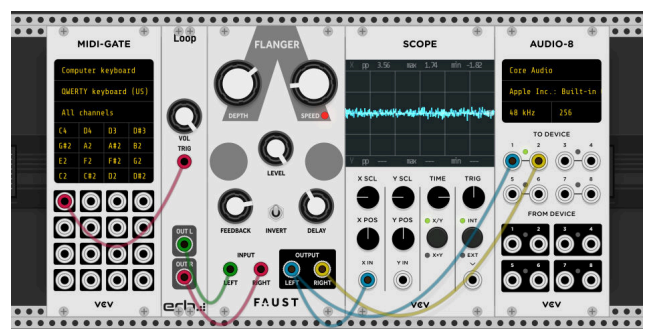 MIDI-GATE
Computer keyboard
QWERTY keyboard (US)
All channels
C4 D4 D3 D#3
G#2 A2 A#2 B2
E2 F2 F#2 G2
C2 C#2 D2 D#2
VCV
Loop
VOL
TRIG
OUT L
OUT R
FLANGER
DEPTH
SPEED
LEVEL
FEEDBACK
INVERT
DELAY
INPUT
LEFT RIGHT
OUTPUT
LEFT RIGHT
FAUST
SCOPE
X pp 3.56 max 1.74 min -1.82
Y pp --- max --- min ---
X SCL Y SCL TIME TRIG
X POS Y POS X/Y INT
X×Y EXT
X IN Y IN
VCV
AUDIO-8
Core Audio
Apple Inc.: Built-in
48 kHz 256
TO DEVICE
1 2 3 4
5 6 7 8
FROM DEVICE
1 2 3 4
5 6 7 8
VCV